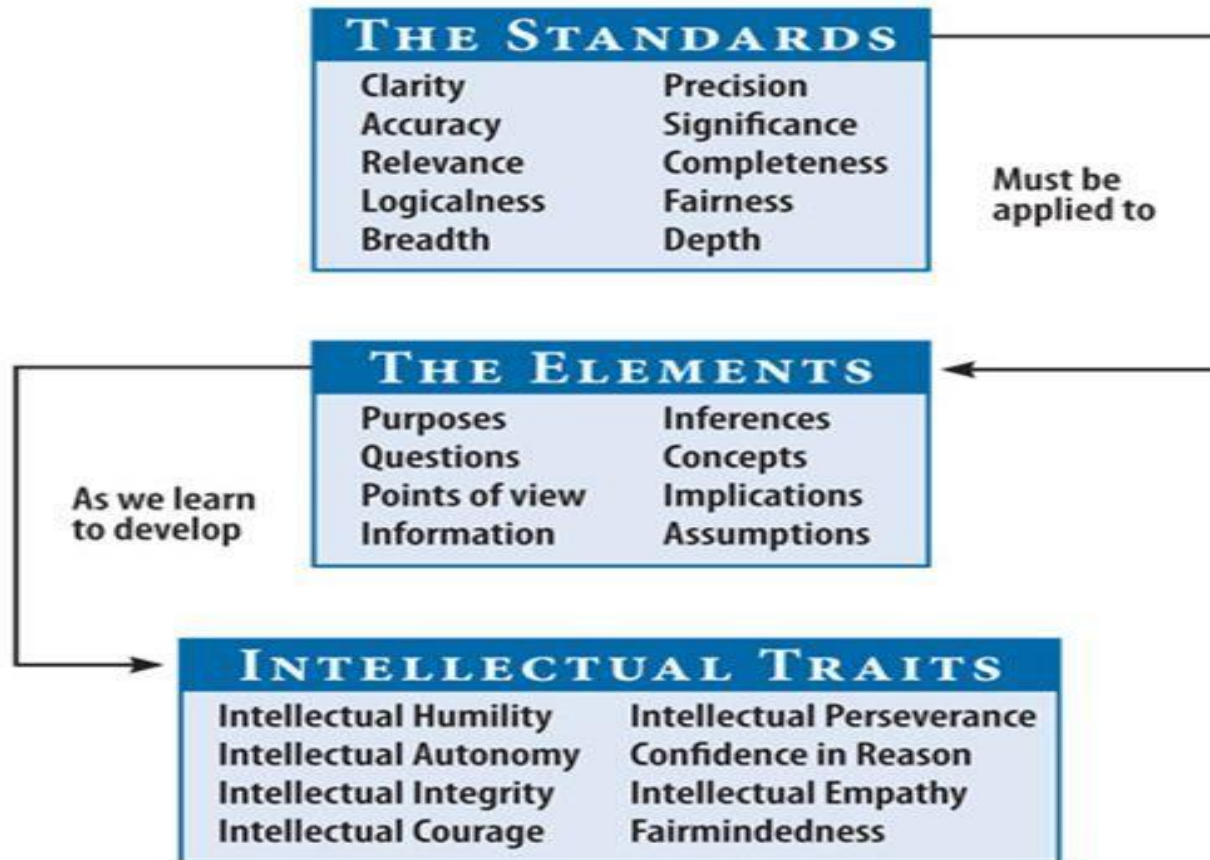 THE STANDARDS
Clarity Precision
Accuracy Significance
Relevance Completeness
Logicalness Fairness
Breadth Depth
Must be
applied to
THE ELEMENTS
Purposes Inferences
Questions Concepts
Points of view Implications
Information Assumptions
As we learn
to develop
INTELLECTUAL TRAITS
Intellectual Humility Intellectual Perseverance
Intellectual Autonomy Confidence in Reason
Intellectual Integrity Intellectual Empathy
Intellectual Courage Fairmindedness